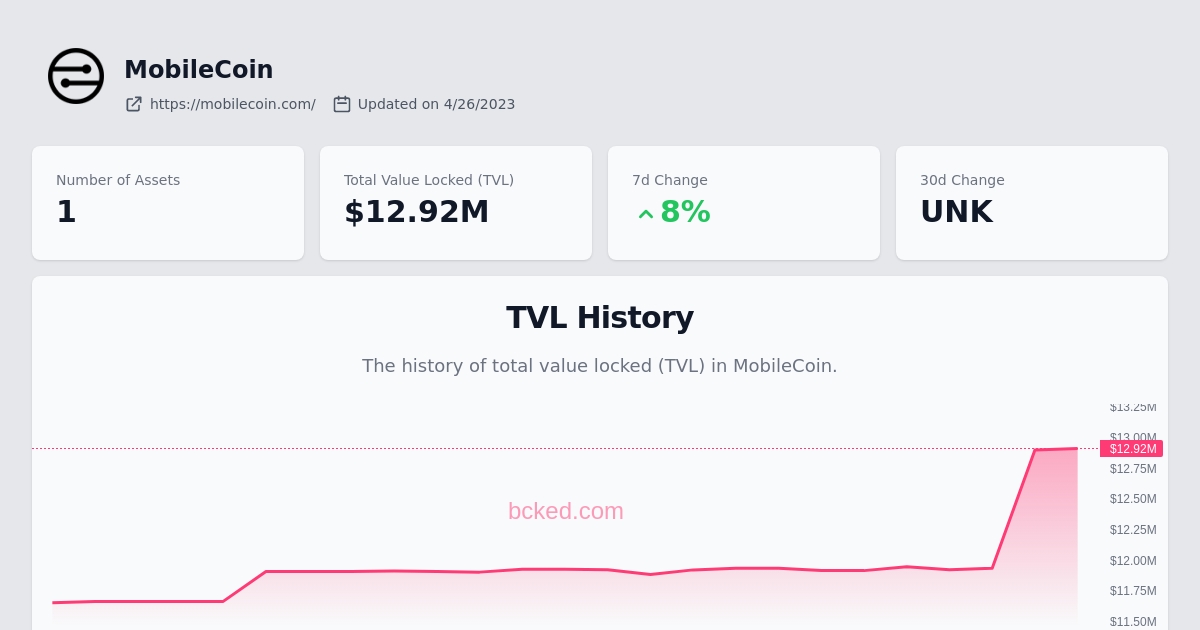 MobileCoin
https://mobilecoin.com/ Updated on 4/26/2023
Number of Assets
1
Total Value Locked (TVL)
$12.92M
7d Change
8%
30d Change
UNK
TVL History
The history of total value locked (TVL) in MobileCoin.
$13.25M
$13.00M
$12.92M
$12.75M
bcked.com
$12.50M
$12.25M
$12.00M
$11.75M
$11.50M